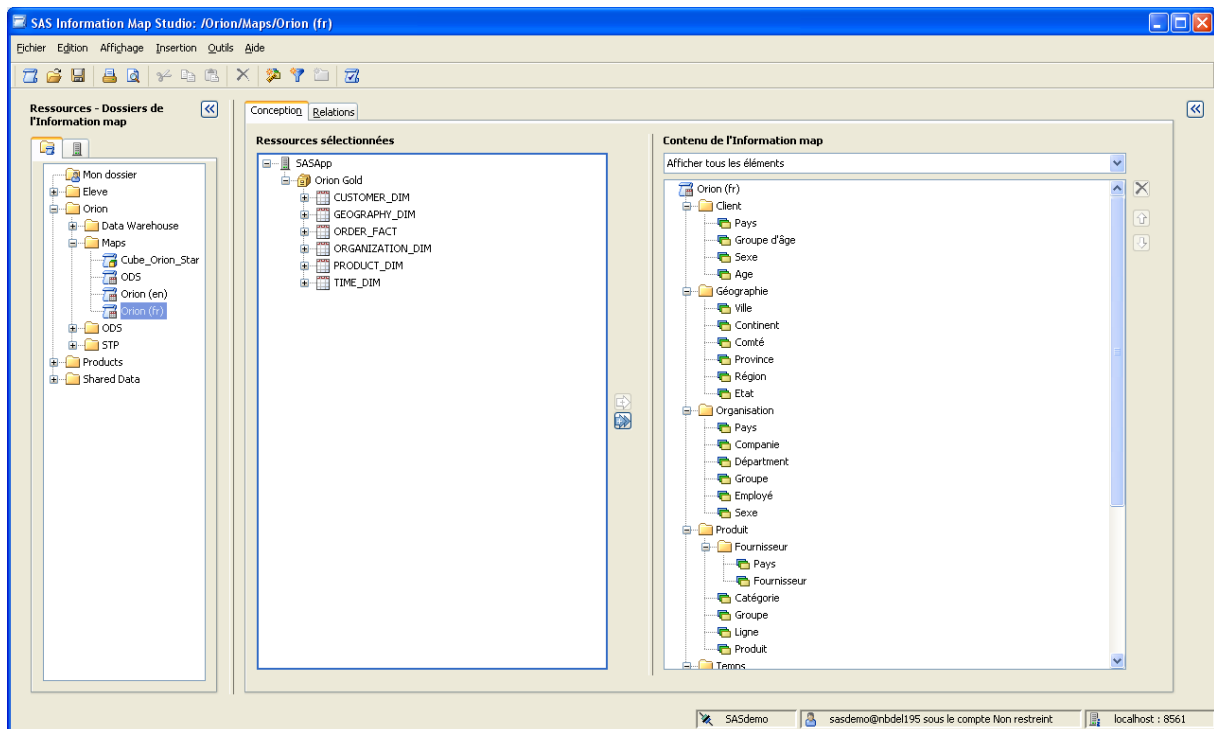 SAS Information Map Studio: /Orion/Maps/Orion (fr)
Fichier Edition Affichage Insertion Outils Aide
Ressources - Dossiers de
l'Information map
Mon dossier
Eleve
Orion
Data Warehouse
Maps
Cube_Orion_Star
ODS
Orion (en)
Orion (fr)
ODS
STP
Products
Shared Data
Conception Relations
Ressources sélectionnées
SASApp
Orion Gold
CUSTOMER_DIM
GEOGRAPHY_DIM
ORDER_FACT
ORGANIZATION_DIM
PRODUCT_DIM
TIME_DIM
Contenu de l'Information map
Afficher tous les éléments
Orion (fr)
Client
Pays
Groupe d'âge
Sexe
Age
Géographie
Ville
Continent
Comté
Province
Région
Etat
Organisation
Pays
Companie
Départment
Groupe
Employé
Sexe
Produit
Fournisseur
Pays
Fournisseur
Catégorie
Groupe
Ligne
Produit
Temps
SASdemo sasdemo@nbdel195 sous le compte Non restreint localhost : 8561